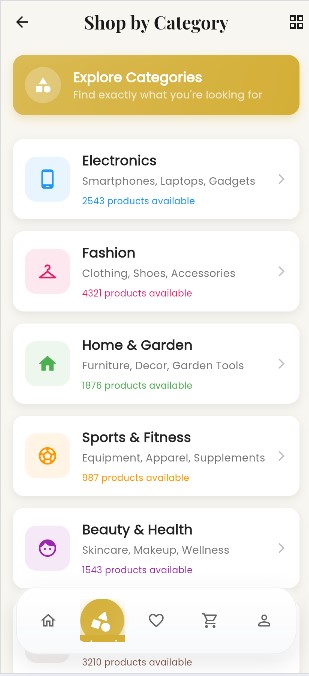 Shop by Category
Explore Categories
Find exactly what you're looking for
Electronics
Smartphones, Laptops, Gadgets
2543 products available
Fashion
Clothing, Shoes, Accessories
4321 products available
Home & Garden
Furniture, Decor, Garden Tools
1876 products available
Sports & Fitness
Equipment, Apparel, Supplements
987 products available
Beauty & Health
Skincare, Makeup, Wellness
1543 products available
3210 products available